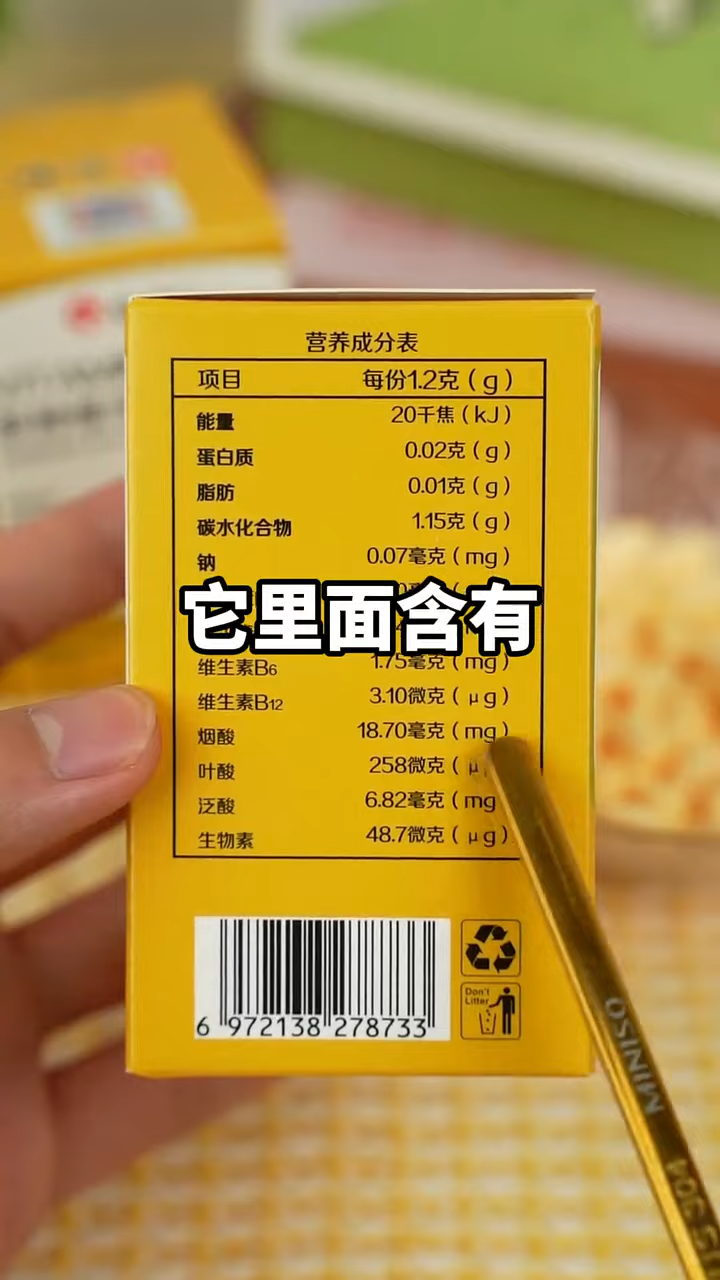 营养成分表
项目 每份1.2克（g）
能量 20千焦（kJ）
蛋白质 0.02克（g）
脂肪 0.01克（g）
碳水化合物 1.15克（g）
钠 0.07毫克（mg）
它里面含有
维生素B6 1.75毫克（mg）
维生素B12 3.10微克（μg）
烟酸 18.70毫克（mg）
叶酸 258微克（μ
泛酸 6.82毫克（mg
生物素 48.7微克（μg）
6 972138 278733
Don't
Litter
MINISO
304